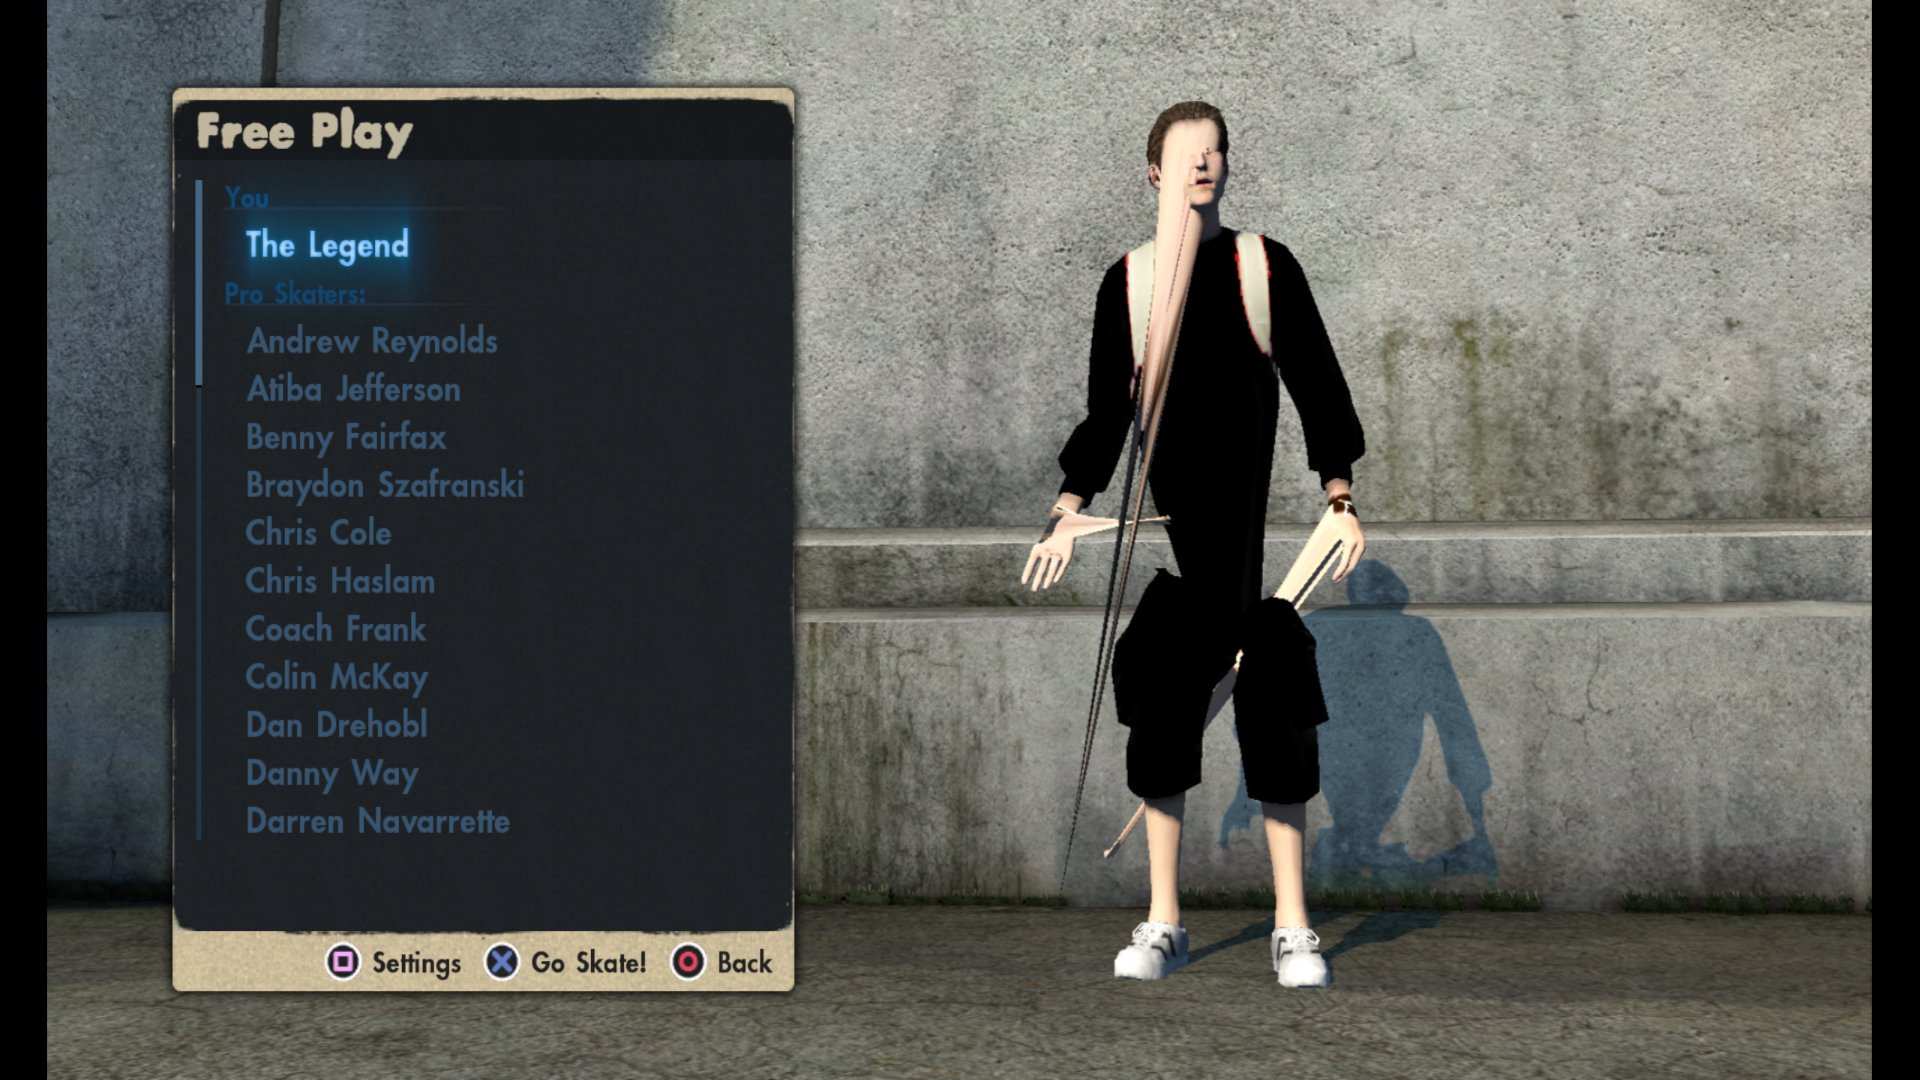 Free Play
You
The Legend
Pro Skaters:
Andrew Reynolds
Atiba Jefferson
Benny Fairfax
Braydon Szafranski
Chris Cole
Chris Haslam
Coach Frank
Colin McKay
Dan Drehobl
Danny Way
Darren Navarrette
Settings Go Skate! Back